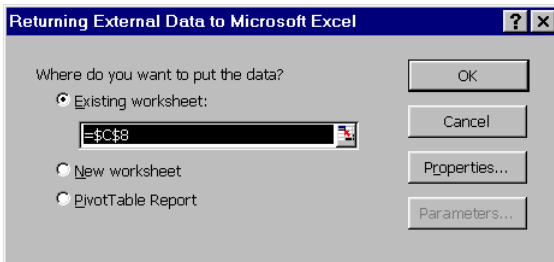 Returning External Data to Microsoft Excel
Where do you want to put the data?
Existing worksheet:
=$C$8
New worksheet
PivotTable Report
OK
Cancel
Properties...
Parameters...